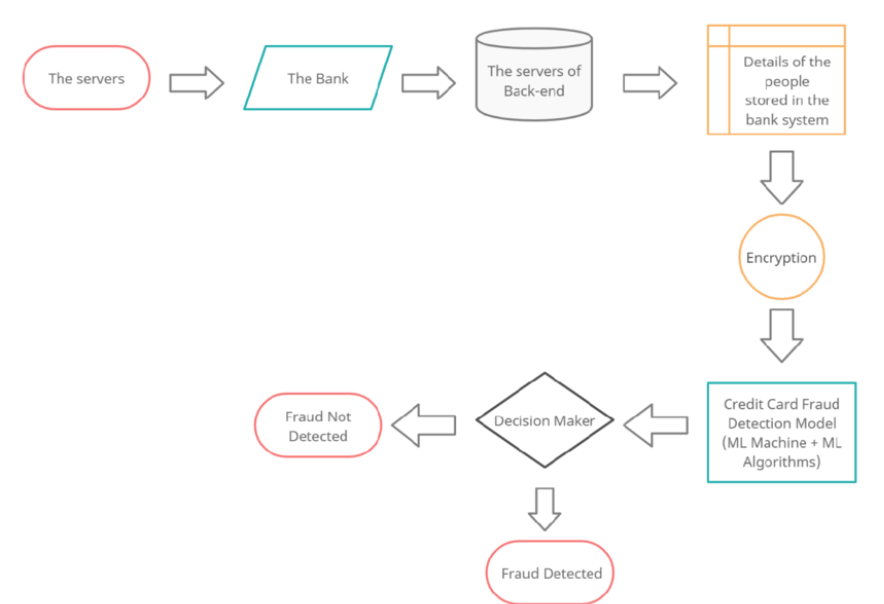 The servers
The Bank
The servers of
Back-end
Details of the
people
stored in the
bank system
Encryption
Credit Card Fraud
Detection Model
(ML Machine + ML
Algorithms)
Decision Maker
Fraud Not
Detected
Fraud Detected